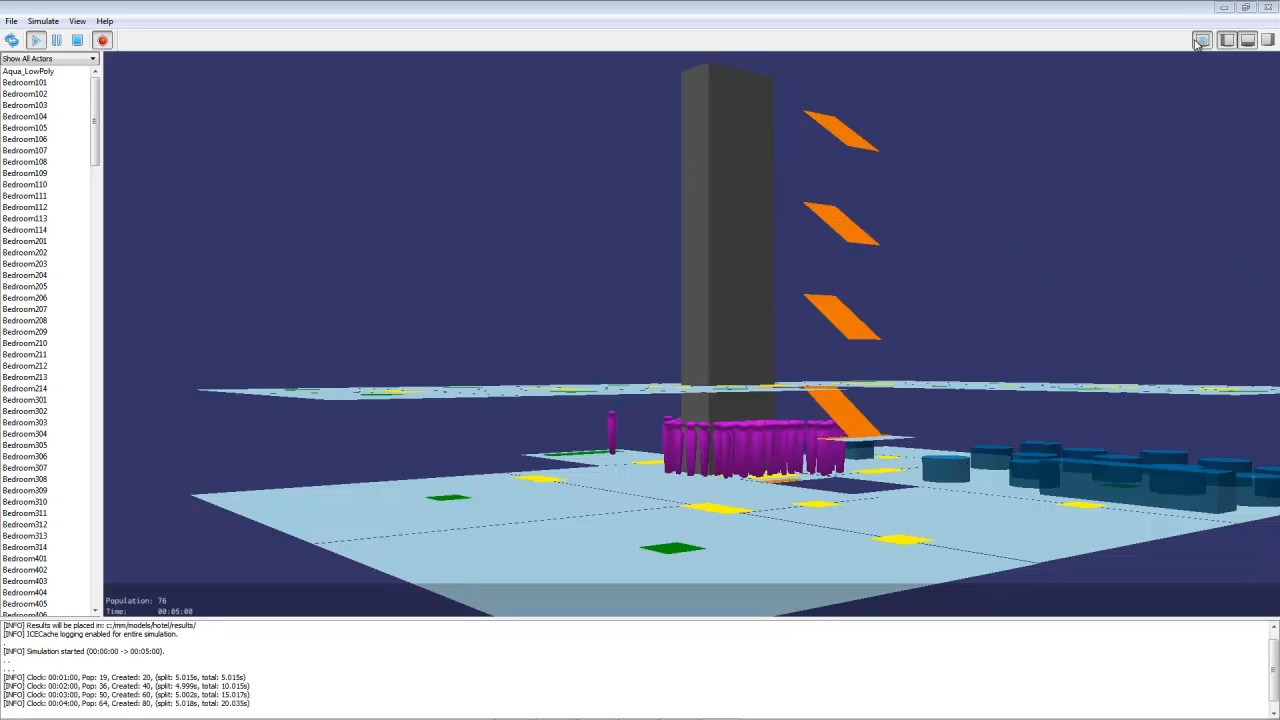 File Simulate View Help
Show All Actors
Aqua_LowPoly
Bedroom101
Bedroom102
Bedroom103
Bedroom104
Bedroom105
Bedroom106
Bedroom107
Bedroom108
Bedroom109
Bedroom110
Bedroom111
Bedroom112
Bedroom113
Bedroom114
Bedroom201
Bedroom202
Bedroom203
Bedroom204
Bedroom205
Bedroom206
Bedroom207
Bedroom208
Bedroom209
Bedroom210
Bedroom211
Bedroom212
Bedroom213
Bedroom214
Bedroom301
Bedroom302
Bedroom303
Bedroom304
Bedroom305
Bedroom306
Bedroom307
Bedroom308
Bedroom309
Bedroom310
Bedroom311
Bedroom312
Bedroom313
Bedroom314
Bedroom401
Bedroom402
Bedroom403
Bedroom404
Bedroom405
Bedroom406
Population: 76
Time: 00:05:00
[INFO] Results will be placed in: c:/mm/models/hotel/results/
[INFO] ICECache logging enabled for entire simulation.
.
[INFO] Simulation started (00:00:00 -> 00:05:00).
. .
. . .
[INFO] Clock: 00:01:00, Pop: 19, Created: 20, (split: 5.015s, total: 5.015s)
[INFO] Clock: 00:02:00, Pop: 36, Created: 40, (split: 4.999s, total: 10.015s)
[INFO] Clock: 00:03:00, Pop: 50, Created: 60, (split: 5.002s, total: 15.017s)
[INFO] Clock: 00:04:00, Pop: 64, Created: 80, (split: 5.018s, total: 20.035s)